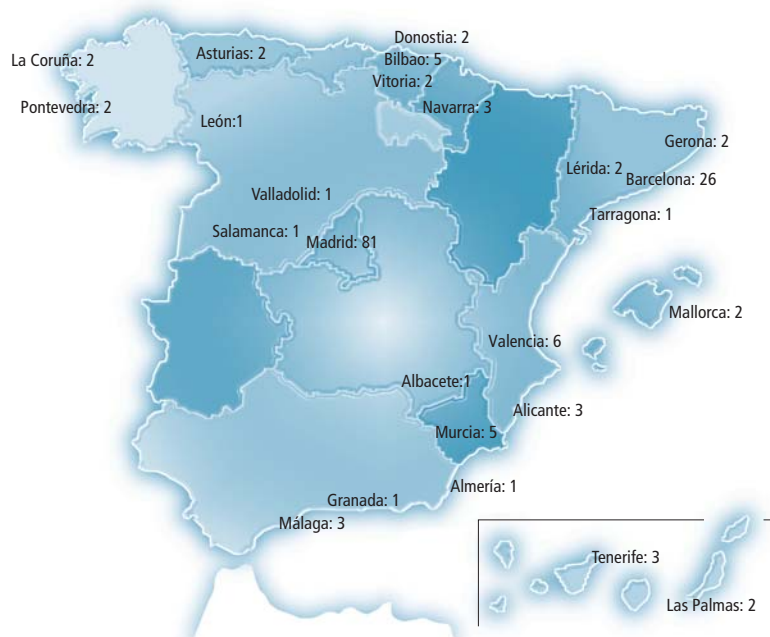 Donostia: 2
Asturias: 2
Bilbao: 5
La Coruña: 2
Vitoria: 2
Pontevedra: 2
Navarra: 3
León:1
Gerona: 2
Lérida: 2
Barcelona: 26
Valladolid: 1
Tarragona: 1
Salamanca: 1
Madrid: 81
Mallorca: 2
Valencia: 6
Albacete:1
Alicante: 3
Murcia: 5
Almería: 1
Granada: 1
Málaga: 3
Tenerife: 3
Las Palmas: 2